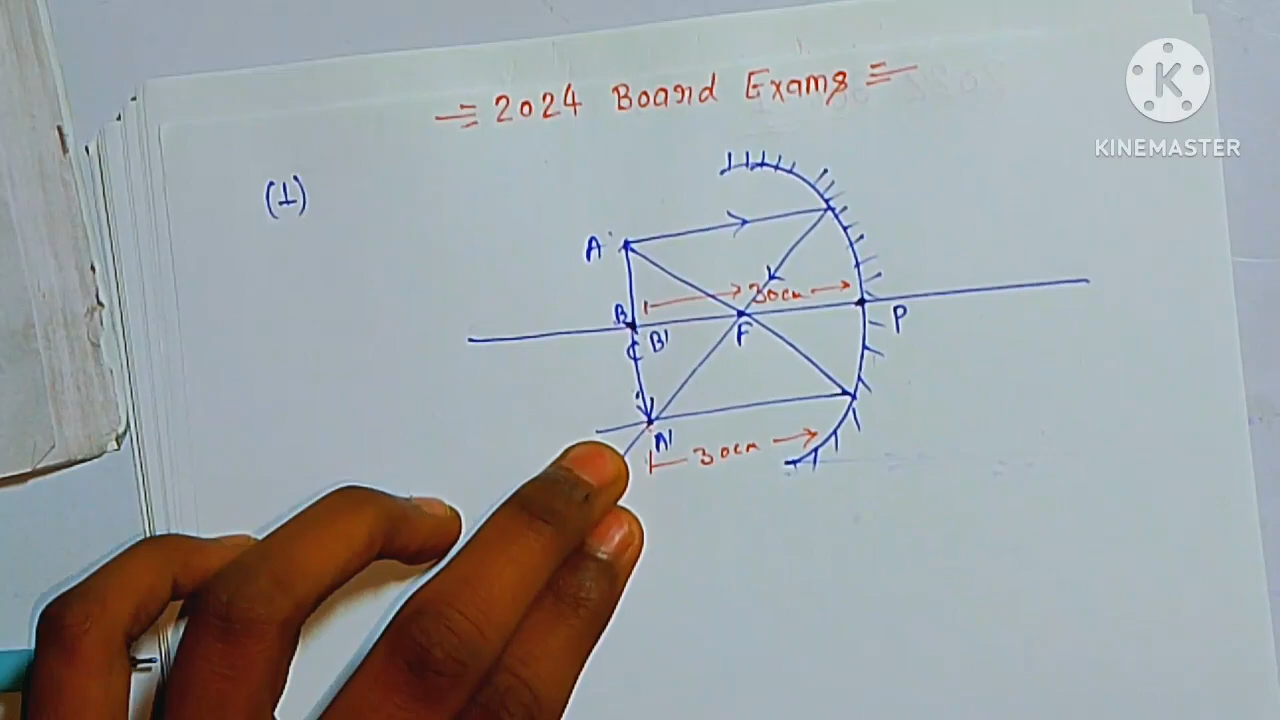 = 2024 Board Exams =
K
KINEMASTER
(1)
A
30cm
B
C B'
F
P
A'
30cm